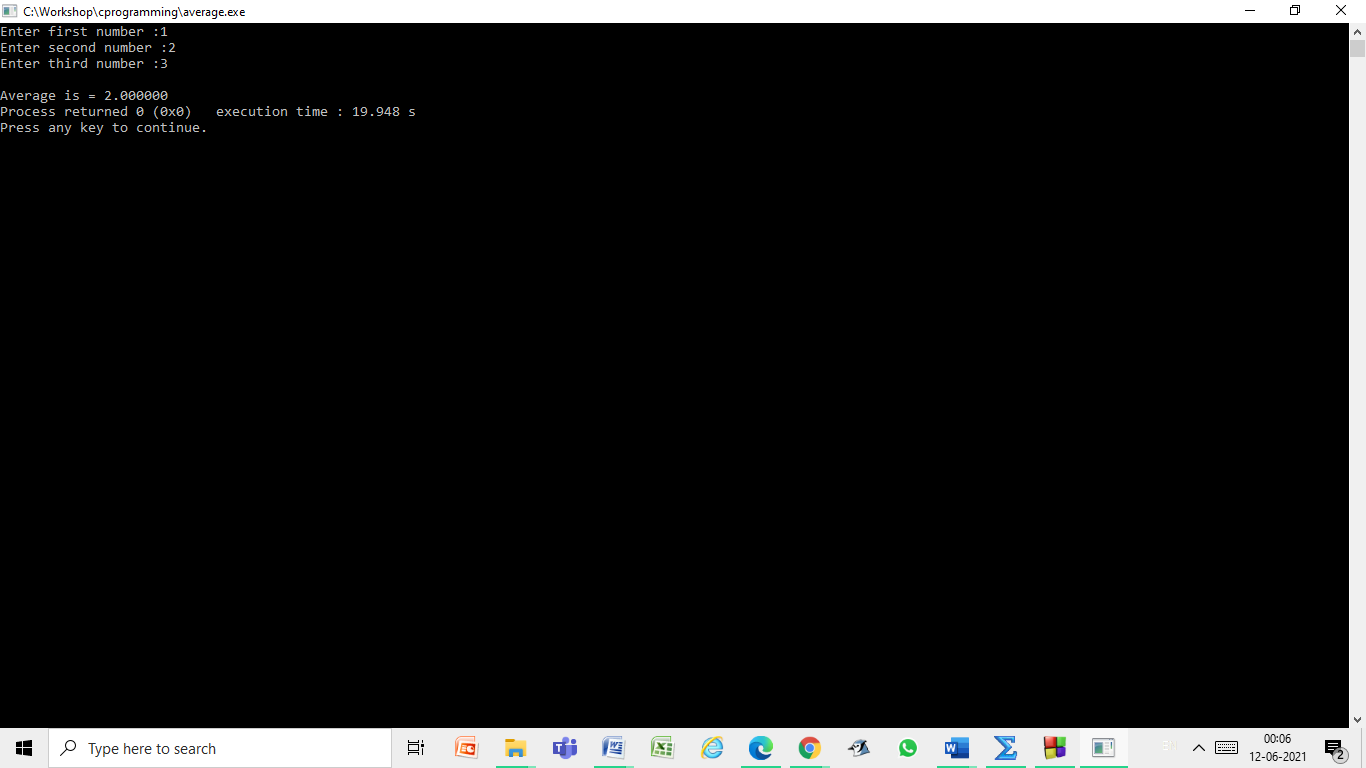 C:\Workshop\cprogramming\average.exe
Enter first number :1
Enter second number :2
Enter third number :3
Average is = 2.000000
Process returned 0 (0x0)   execution time : 19.948 s
Press any key to continue.
Type here to search
00:06
12-06-2021
2